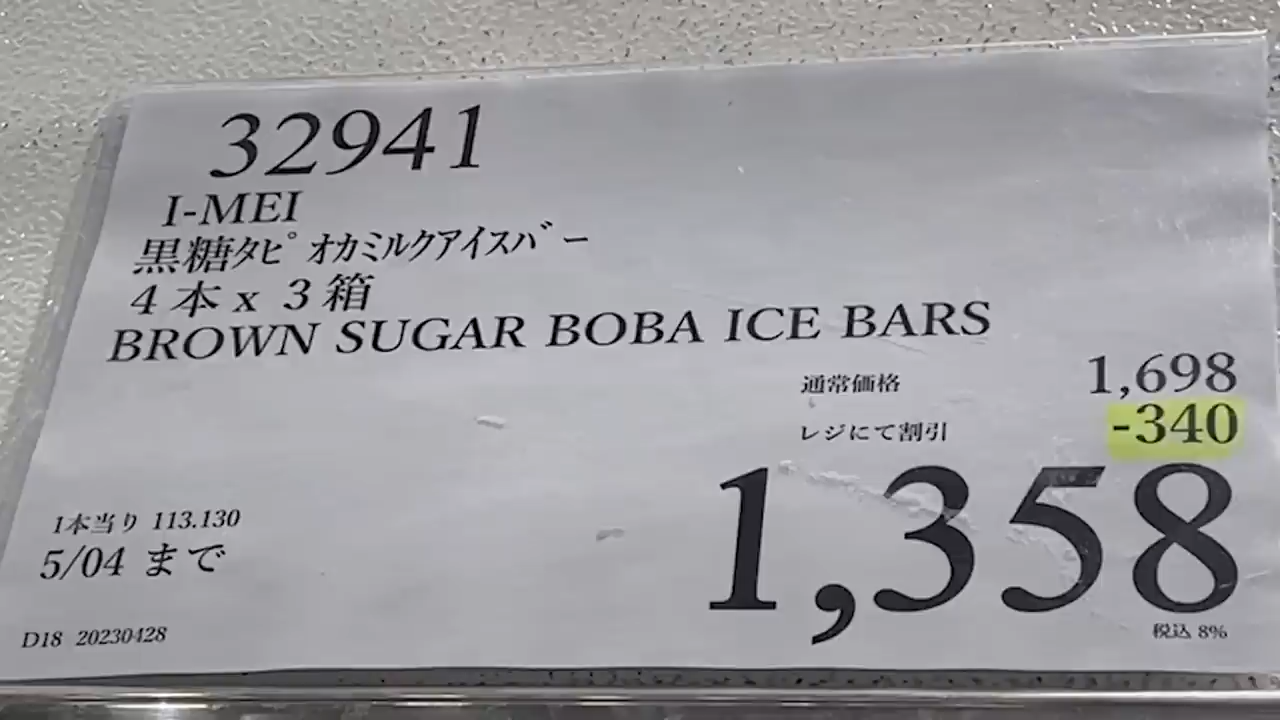 32941
I-MEI
黒糖ﾀﾋﾟｵｶﾐﾙｸｱｲｽﾊﾞｰ
４本ｘ３箱
BROWN SUGAR BOBA ICE BARS
通常価格 1,698
レジにて割引 -340
1,358
1本当り 113.130
5/04 まで
税込 8%
D18 20230428